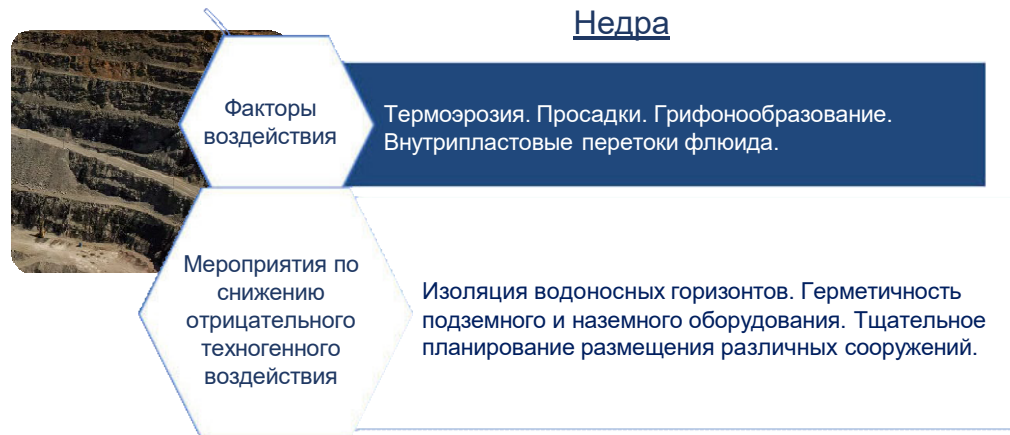 Недра
Факторы
воздействия
Термоэрозия. Просадки. Грифонообразование.
Внутрипластовые перетоки флюида.
Мероприятия по
снижению
отрицательного
техногенного
воздействия
Изоляция водоносных горизонтов. Герметичность
подземного и наземного оборудования. Тщательное
планирование размещения различных сооружений.